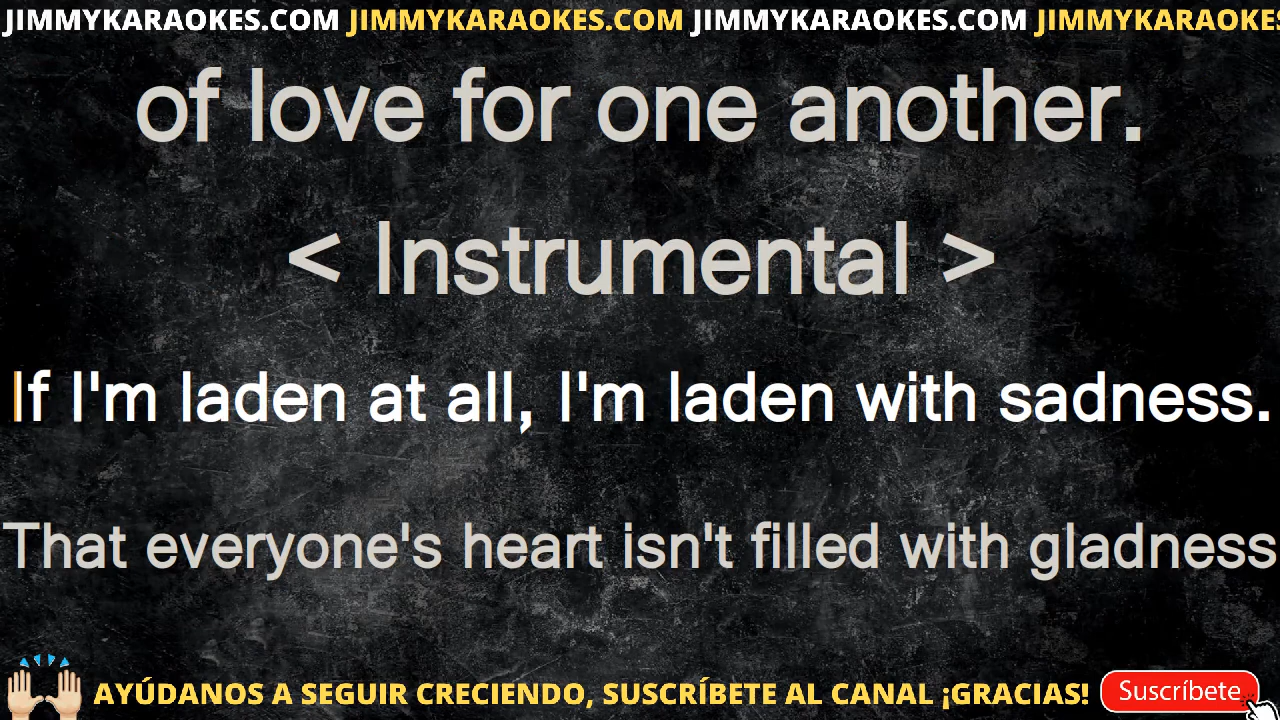 JIMMYKARAOKES.COM JIMMYKARAOKES.COM JIMMYKARAOKES.COM JIMMYKARAOKES
of love for one another.
< Instrumental >
If I'm laden at all, I'm laden with sadness.
That everyone's heart isn't filled with gladness
AYÚDANOS A SEGUIR CRECIENDO, SUSCRÍBETE AL CANAL ¡GRACIAS! Suscríbete